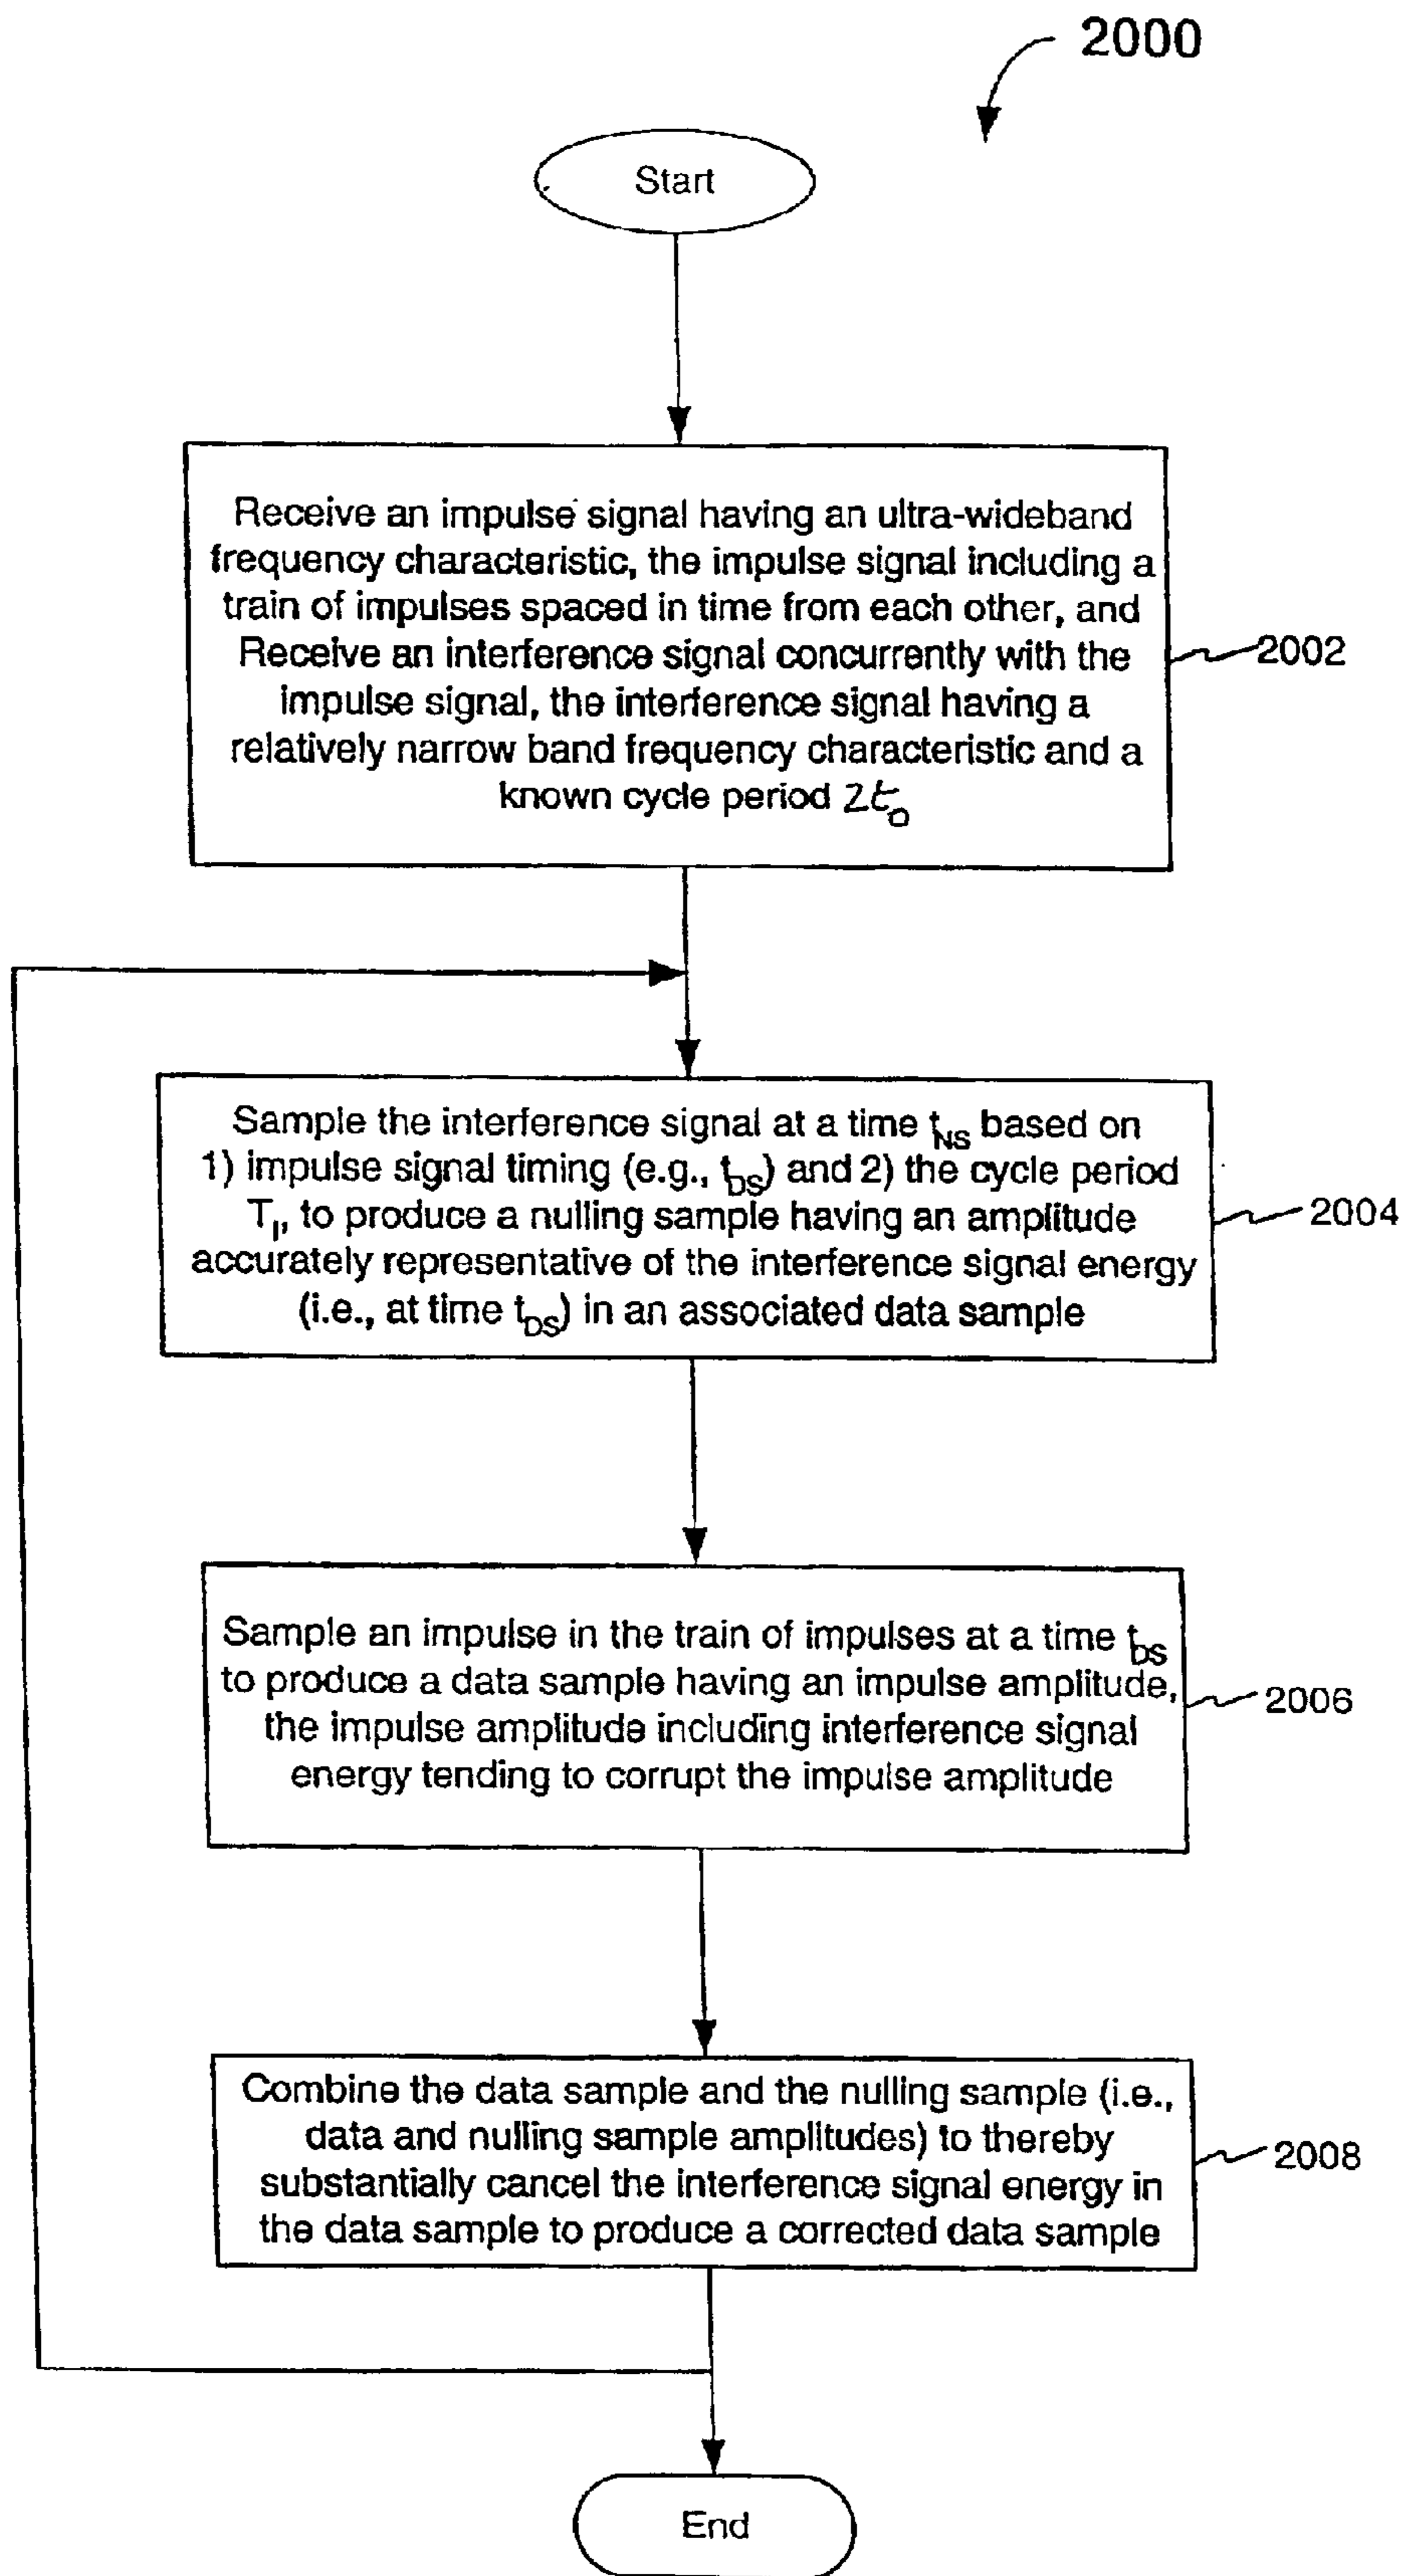 2000
Start
Receive an impulse signal having an ultra-wideband
frequency characteristic, the impulse signal including a
train of impulses spaced in time from each other, and
Receive an interference signal concurrently with the
impulse signal, the interference signal having a
relatively narrow band frequency characteristic and a
known cycle period 2t₀
2002
Sample the interference signal at a time t_NS based on
1) impulse signal timing (e.g., t_DS) and 2) the cycle period
T_I, to produce a nulling sample having an amplitude
accurately representative of the interference signal energy
(i.e., at time t_DS) in an associated data sample
2004
Sample an impulse in the train of impulses at a time t_DS
to produce a data sample having an impulse amplitude,
the impulse amplitude including interference signal
energy tending to corrupt the impulse amplitude
2006
Combine the data sample and the nulling sample (i.e.,
data and nulling sample amplitudes) to thereby
substantially cancel the interference signal energy in
the data sample to produce a corrected data sample
2008
End